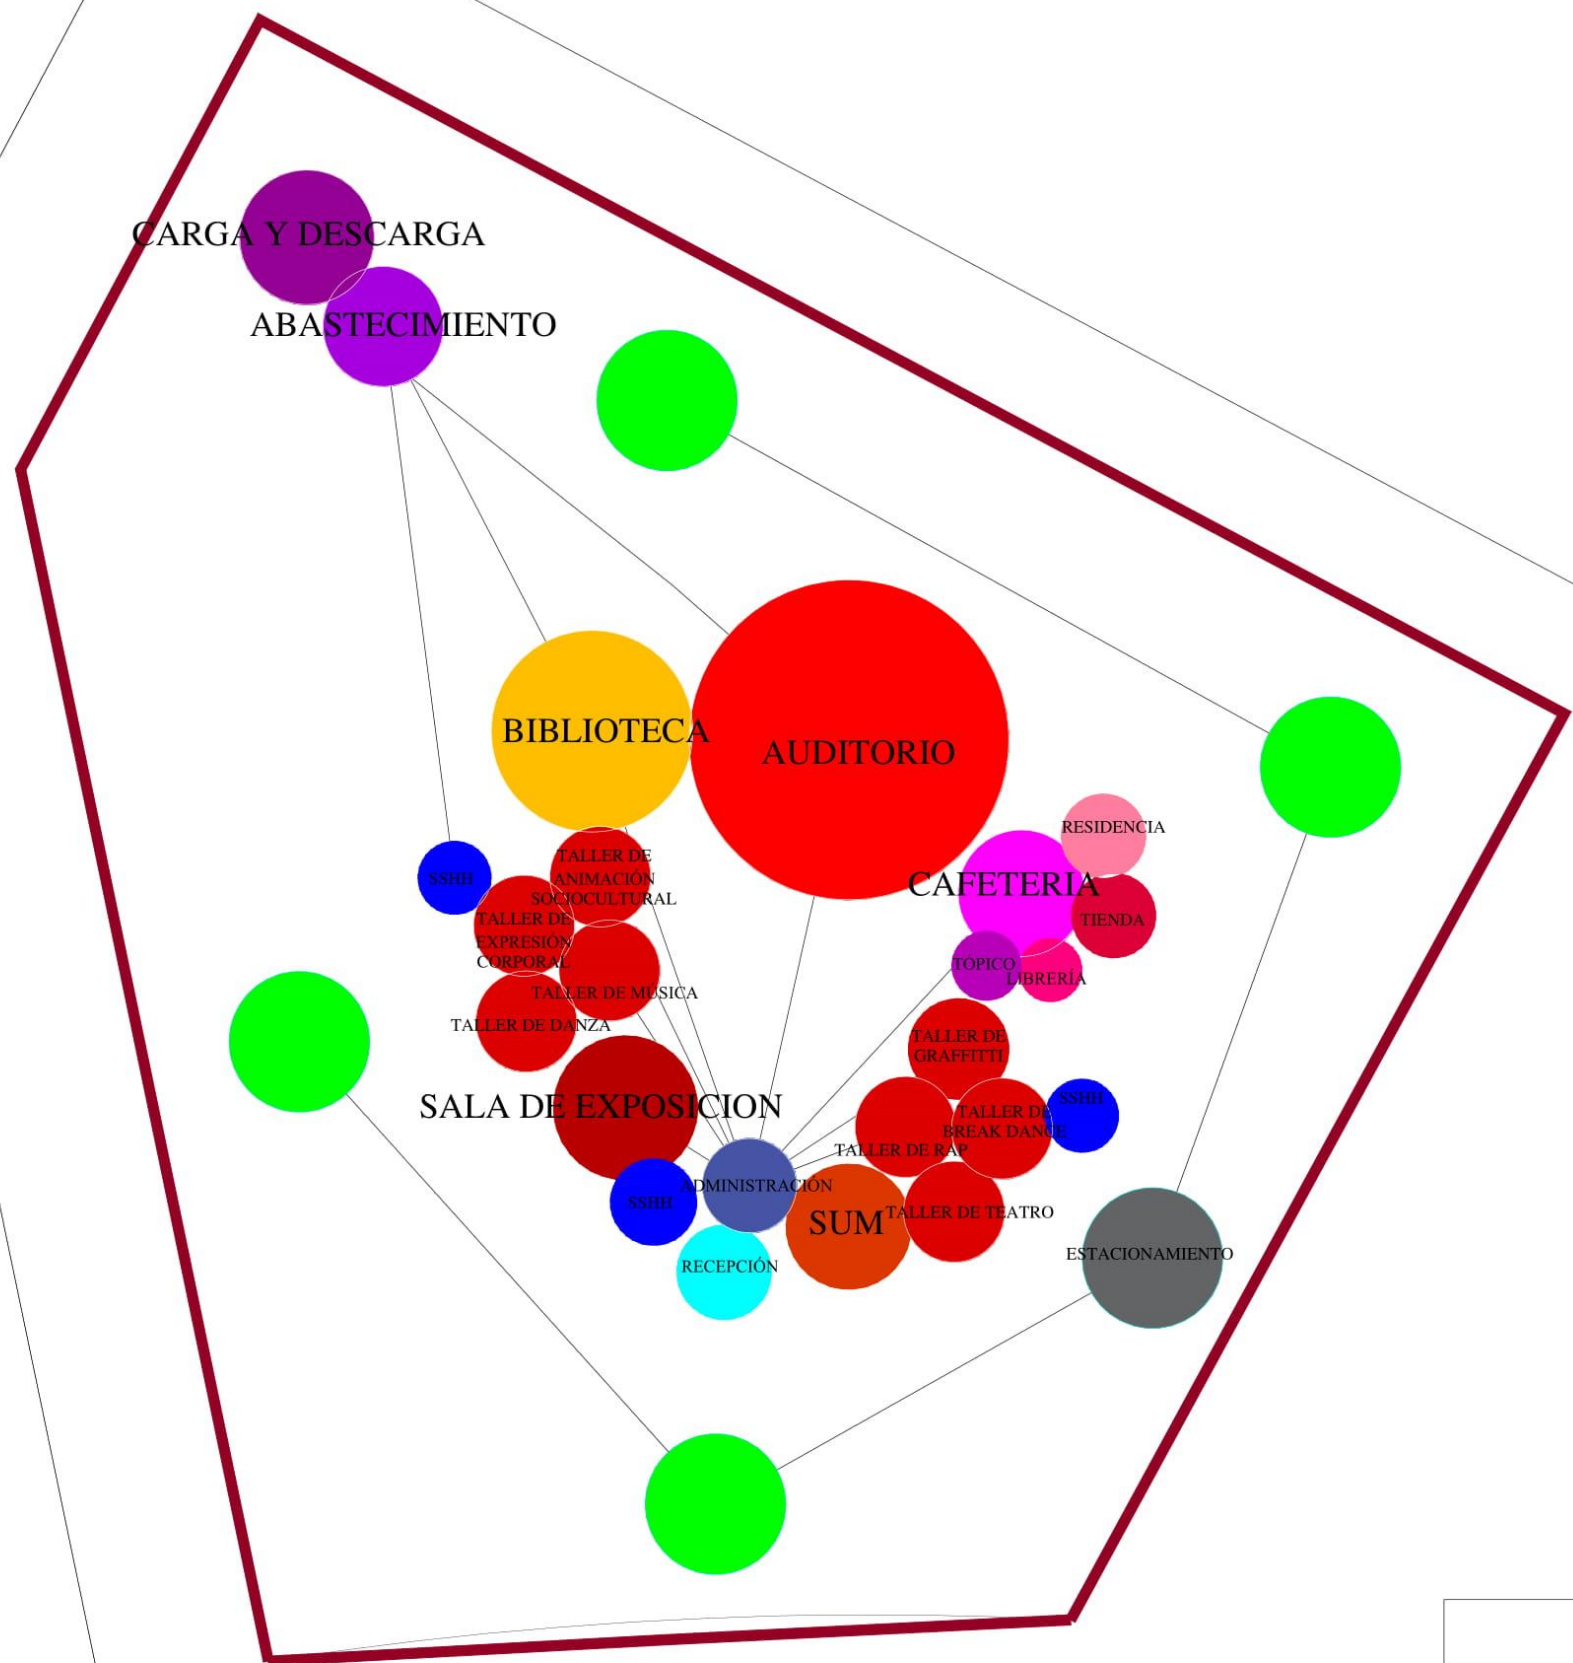 CARGA Y DESCARGA
ABASTECIMIENTO
BIBLIOTECA
AUDITORIO
RESIDENCIA
CAFETERIA
TIENDA
TÓPICO
LIBRERÍA
SSHH
TALLER DE
ANIMACIÓN
SOCIOCULTURAL
TALLER DE
EXPRESIÓN
CORPORAL
TALLER DE MÚSICA
TALLER DE DANZA
TALLER DE
GRAFFITTI
SALA DE EXPOSICION
TALLER DE
BREAK DANCE
SSHH
TALLER DE RAP
ADMINISTRACIÓN
SSHH
SUM
TALLER DE TEATRO
RECEPCIÓN
ESTACIONAMIENTO